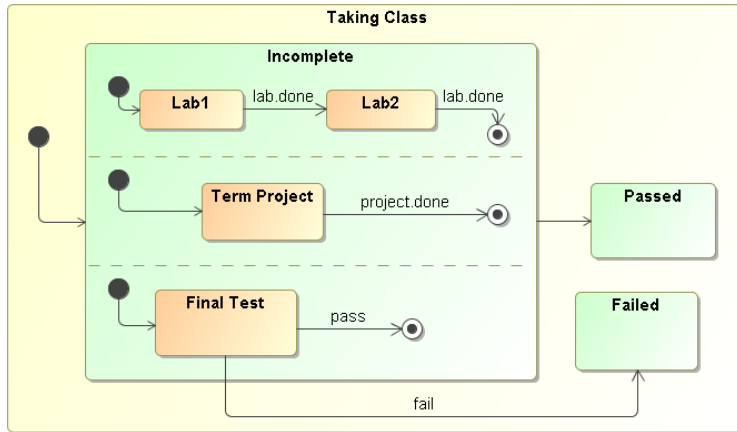 Taking Class
Incomplete
Lab1
lab.done
Lab2
lab.done
Term Project
project.done
Passed
Final Test
pass
Failed
fail